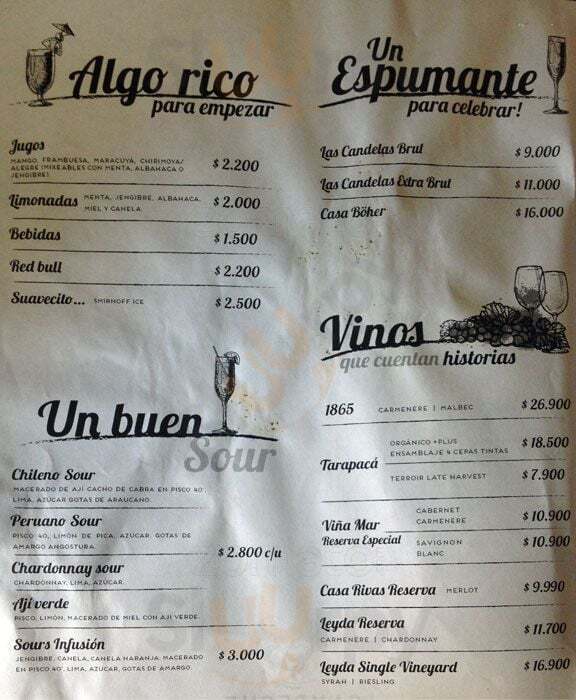 Algo rico
para empezar
Jugos
MANGO, FRAMBUESA, MARACUYÁ, CHIRIMOYA/
ALEGRE (MIXEABLES CON MENTA, ALBAHACA O
JENGIBRE)
$ 2.200
Limonadas MENTA, JENGIBRE, ALBAHACA,
MIEL Y CANELA.
$ 2.000
Bebidas $ 1.500
Red bull $ 2.200
Suavecito... SMIRNOFF ICE $ 2.500
Un buen
Sour
Chileno Sour
MACERADO DE AJÍ CACHO DE CABRA EN PISCO 40°,
LIMA, AZÚCAR GOTAS DE ARAUCANO.
Peruano Sour
PISCO 40, LIMÓN DE PICA, AZÚCAR, GOTAS DE
AMARGO ANGOSTURA.
$ 2.800 c/u
Chardonnay sour
CHARDONNAY, LIMA, AZÚCAR.
Ají verde
PISCO, LIMÓN, MACERADO DE MIEL CON AJÍ VERDE.
Sours Infusión
JENGIBRE, CANELA, CANELA NARANJA, MACERADO
EN PISCO 40°, LIMA, AZÚCAR, GOTAS DE AMARGO.
$ 3.000
Un
Espumante
para celebrar!
Las Candelas Brut $ 9.000
Las Candelas Extra Brut $ 11.000
Casa Böher $ 16.000
Vinos
que cuentan historias
1865 CARMENERE | MALBEC $ 26.900
Tarapacá
ORGÁNICO +PLUS
ENSAMBLAJE 4 CEPAS TINTAS
$ 18.500
TERROIR LATE HARVEST $ 7.900
Viña Mar
Reserva Especial
CABERNET
CARMENERE
$ 10.900
SAVIGNON
BLANC
$ 10.900
Casa Rivas Reserva MERLOT $ 9.990
Leyda Reserva
CARMENERE | CHARDONNAY
$ 11.700
Leyda Single Vineyard
SYRAH | RIESLING
$ 16.900